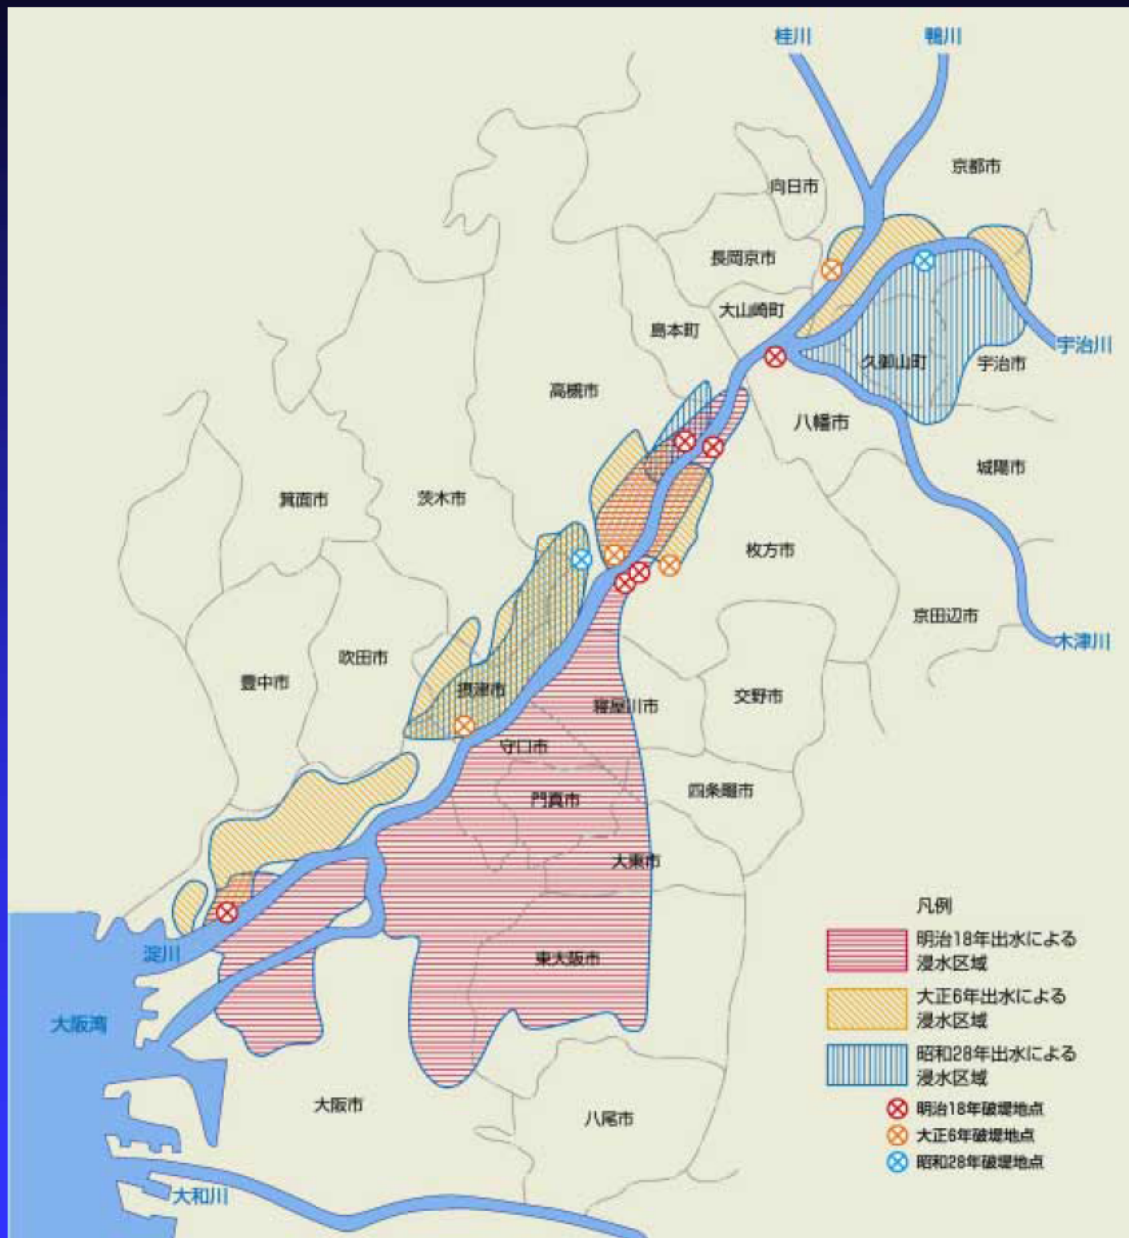 桂川
鴨川
京都市
向日市
長岡京市
大山崎町
島本町
宇治川
久御山町
宇治市
高槻市
八幡市
城陽市
箕面市
茨木市
枚方市
京田辺市
木津川
吹田市
豊中市
摂津市
寝屋川市
交野市
守口市
門真市
四条畷市
大東市
淀川
東大阪市
大阪湾
大阪市
八尾市
大和川
凡例
明治18年出水による
浸水区域
大正6年出水による
浸水区域
昭和28年出水による
浸水区域
明治18年破堤地点
大正6年破堤地点
昭和28年破堤地点